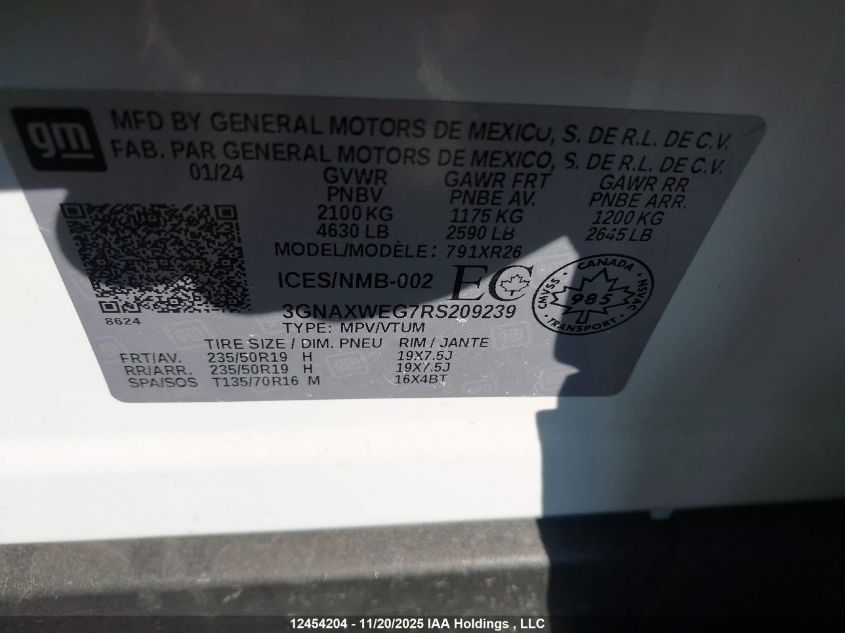 gm
MFD BY GENERAL MOTORS DE MEXICO, S. DE R.L. DE C.V.
FAB. PAR GENERAL MOTORS DE MEXICO, S. DE R.L. DE C.V.
01/24 GVWR GAWR FRT GAWR RR
PNBV PNBE AV. PNBE ARR.
2100 KG 1175 KG 1200 KG
4630 LB 2590 LB 2645 LB
MODEL/MODÈLE: 791XR26
ICES/NMB-002 EC
CANADA
CMVSS 985 NSVAC
TRANSPORT
3GNAXWEG7RS209239
8624
TYPE: MPV/VTUM
TIRE SIZE / DIM. PNEU RIM / JANTE
FRT/AV. 235/50R19 H 19X7.5J
RR/ARR. 235/50R19 H 19X7.5J
SPA/SOS T135/70R16 M 16X4BT
12454204 - 11/20/2025 IAA Holdings , LLC